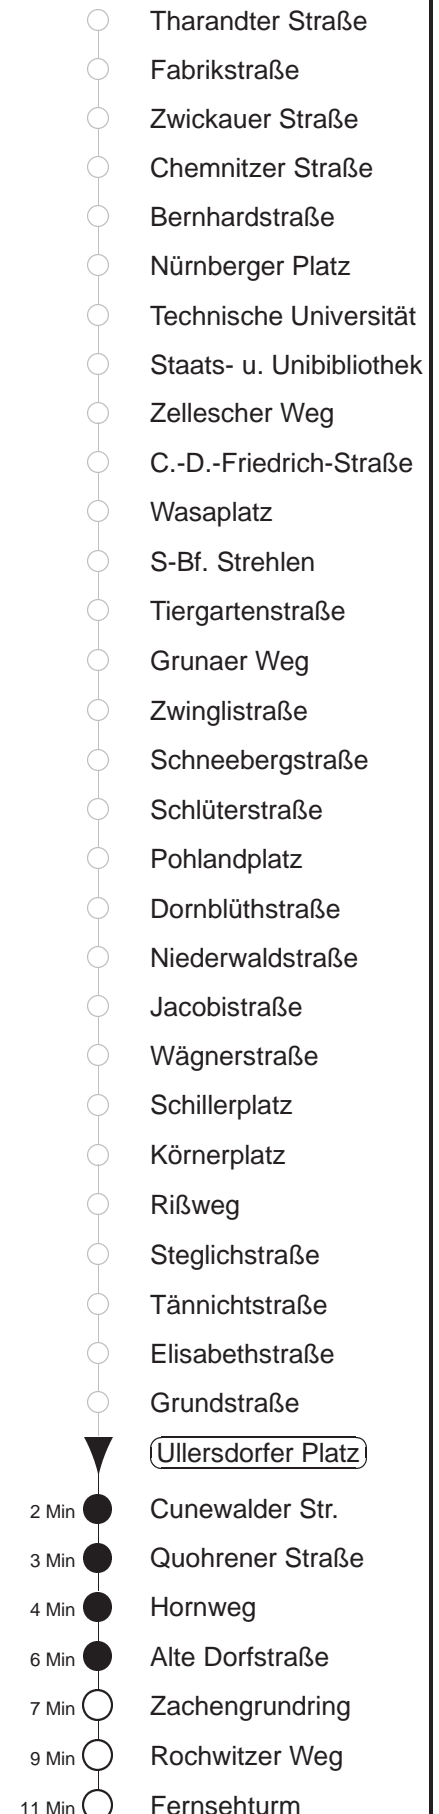 Tharandter Straße
Fabrikstraße
Zwickauer Straße
Chemnitzer Straße
Bernhardstraße
Nürnberger Platz
Technische Universität
Staats- u. Unibibliothek
Zellescher Weg
C.-D.-Friedrich-Straße
Wasaplatz
S-Bf. Strehlen
Tiergartenstraße
Grunaer Weg
Zwinglistraße
Schneebergstraße
Schlüterstraße
Pohlandplatz
Dornblüthstraße
Niederwaldstraße
Jacobistraße
Wägnerstraße
Schillerplatz
Körnerplatz
Rißweg
Steglichstraße
Tännichtstraße
Elisabethstraße
Grundstraße
Ullersdorfer Platz
2 Min Cunewalder Str.
3 Min Quohrener Straße
4 Min Hornweg
6 Min Alte Dorfstraße
7 Min Zachengrundring
9 Min Rochwitzer Weg
11 Min Fernsehturm